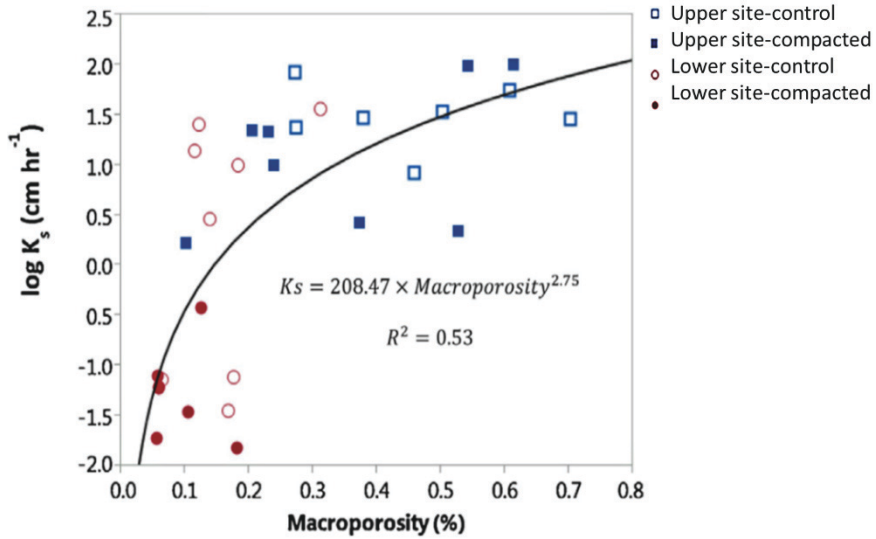 2.5
2.0
1.5
1.0
0.5
0.0
0.5
-1.0
-1.5
-2.0
log Ks (cm hr-1)
0.0 0.1 0.2 0.3 0.4 0.5 0.6 0.7 0.8
Macroporosity (%)
Ks = 208.47 × Macroporosity^2.75
R² = 0.53
Upper site-control
Upper site-compacted
Lower site-control
Lower site-compacted